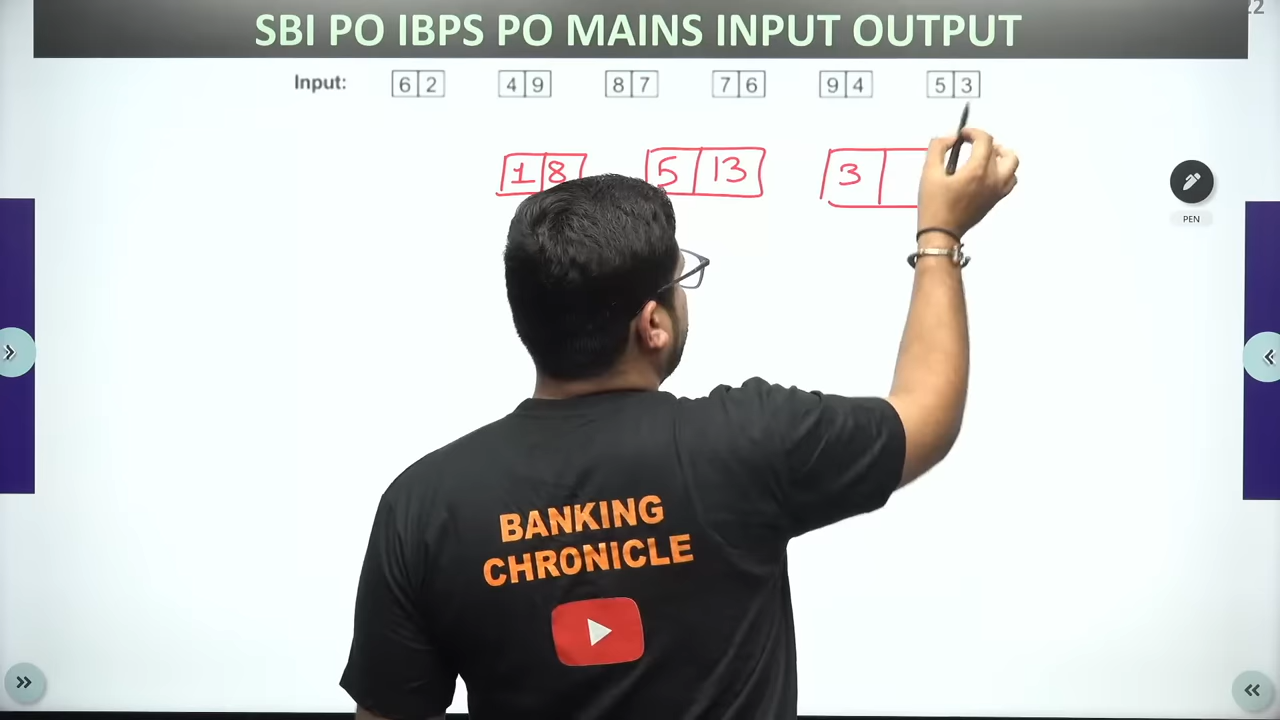 22
SBI PO IBPS PO MAINS INPUT OUTPUT
Input: 6 2 4 9 8 7 7 6 9 4 5 3
1 8 5 13 3
PEN
BANKING
CHRONICLE